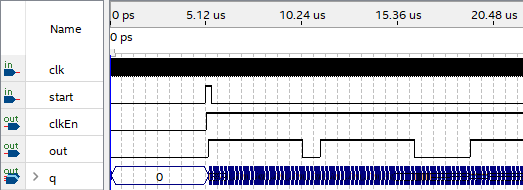 0 ps 5.12 us 10.24 us 15.36 us 20.48 us
Name
0 ps
in clk
in start
out clkEn
out out
out q 0